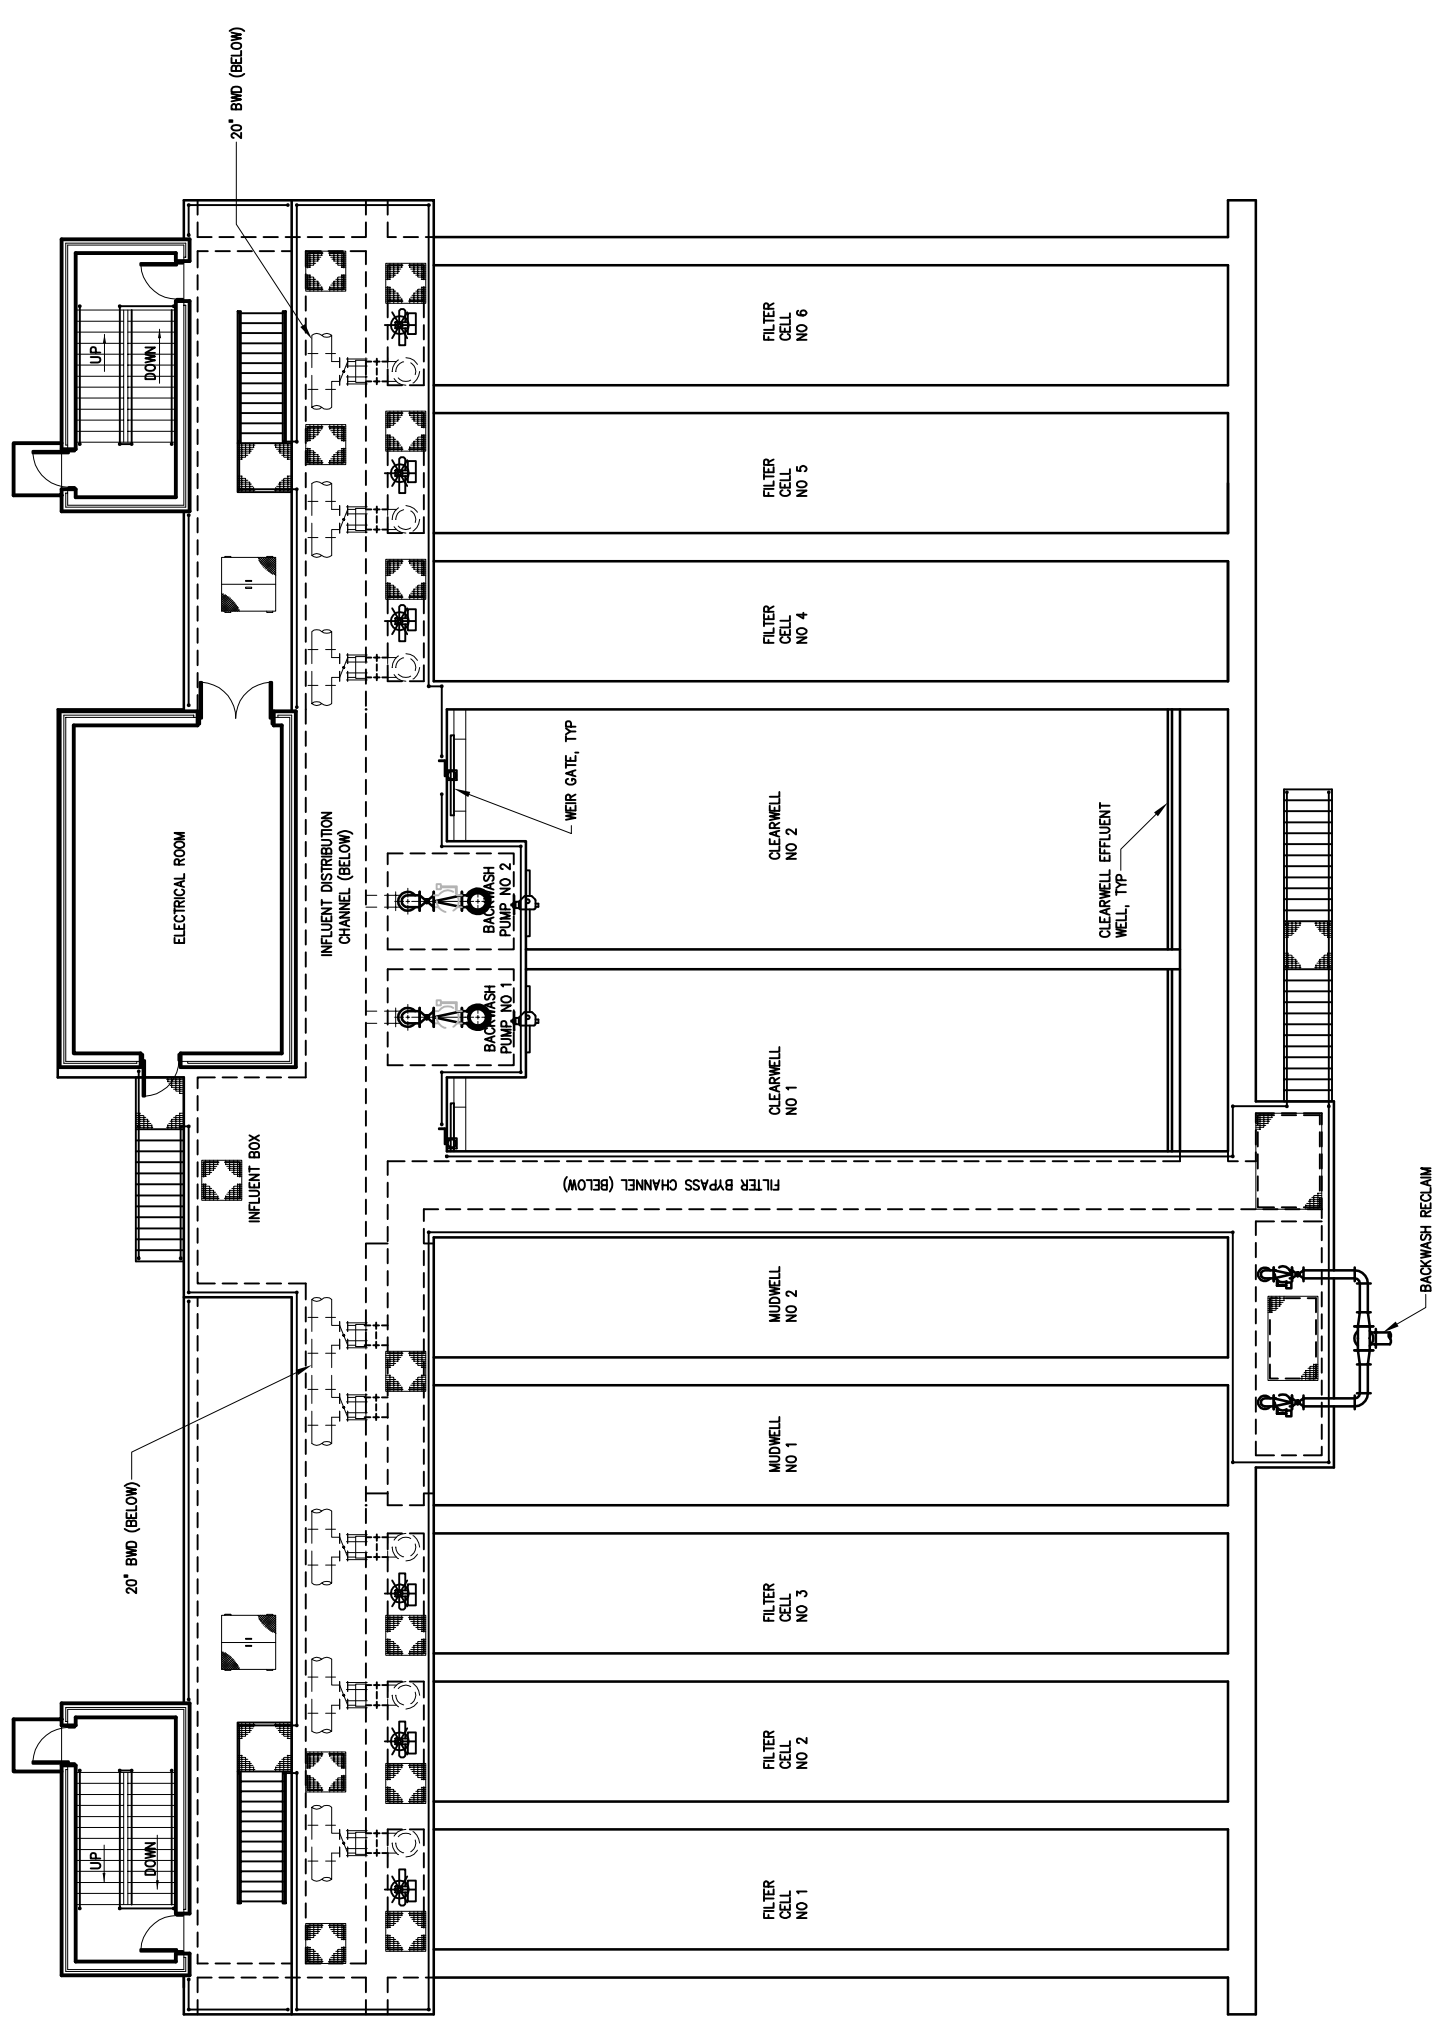 20" BWD (BELOW)
UP
DOWN
FILTER
CELL
NO 6
FILTER
CELL
NO 5
FILTER
CELL
NO 4
ELECTRICAL ROOM
INFLUENT DISTRIBUTION
CHANNEL (BELOW)
WEIR GATE, TYP
BACKWASH
PUMP NO 2
CLEARWELL
NO 2
CLEARWELL EFFLUENT
WELL, TYP
BACKWASH
PUMP NO 1
CLEARWELL
NO 1
INFLUENT BOX
FILTER BYPASS CHANNEL (BELOW)
MUDWELL
NO 2
BACKWASH RECLAIM
MUDWELL
NO 1
20" BWD (BELOW)
FILTER
CELL
NO 3
FILTER
CELL
NO 2
UP
DOWN
FILTER
CELL
NO 1